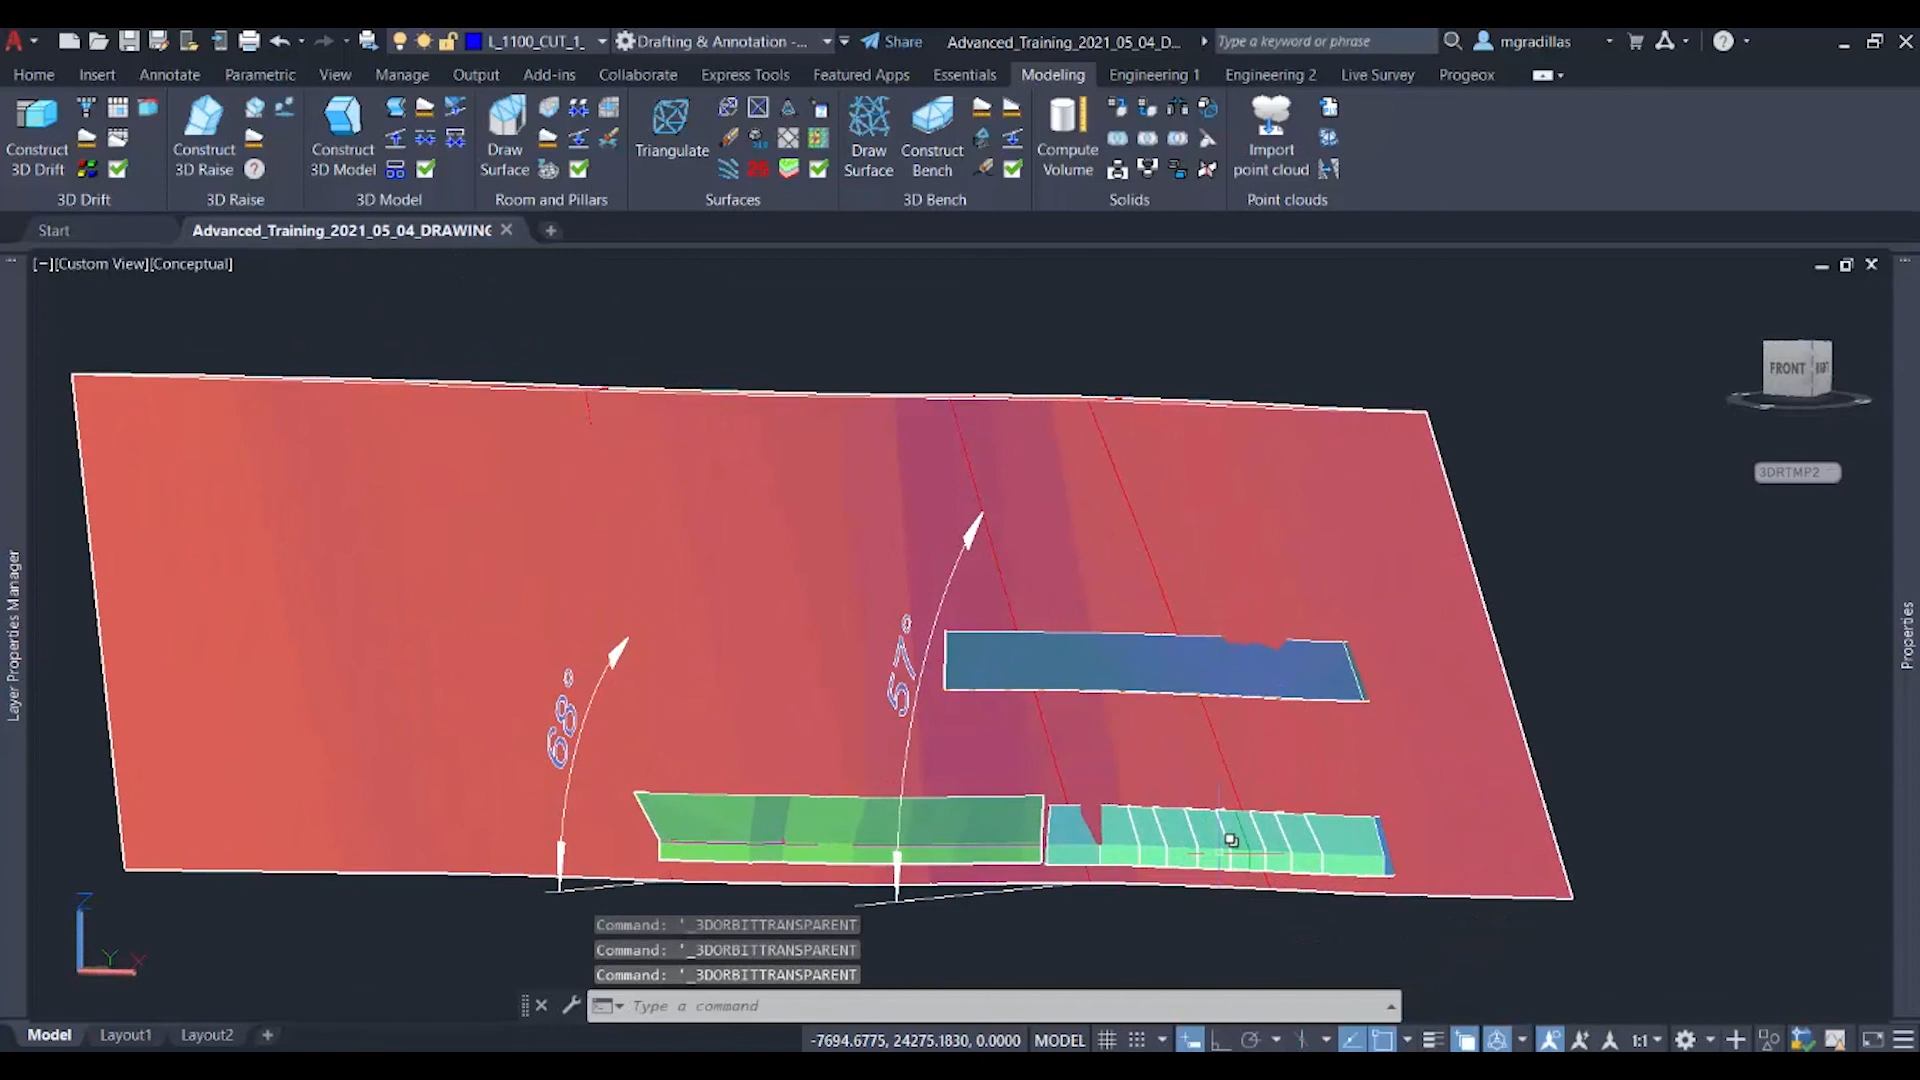 L_1100_CUT_1_ Drafting & Annotation -... Share Advanced_Training_2021_05_04_D... Type a keyword or phrase mgradillas
Home Insert Annotate Parametric View Manage Output Add-ins Collaborate Express Tools Featured Apps Essentials Modeling Engineering 1 Engineering 2 Live Survey Progeox
Construct 3D Drift
Construct 3D Raise
Construct 3D Model
Draw Surface
Triangulate
Draw Surface
Construct Bench
Compute Volume
Import point cloud
3D Drift 3D Raise 3D Model Room and Pillars Surfaces 3D Bench Solids Point clouds
Start Advanced_Training_2021_05_04_DRAWING
[−][Custom View][Conceptual]
FRONT
3DRTMP2
57°
68°
Layer Properties Manager
Properties
Z
Y X
Command: '_3DORBITTRANSPARENT
Command: '_3DORBITTRANSPARENT
Command: '_3DORBITTRANSPARENT
Type a command
Model Layout1 Layout2
-7694.6775, 24275.1830, 0.0000 MODEL 1:1